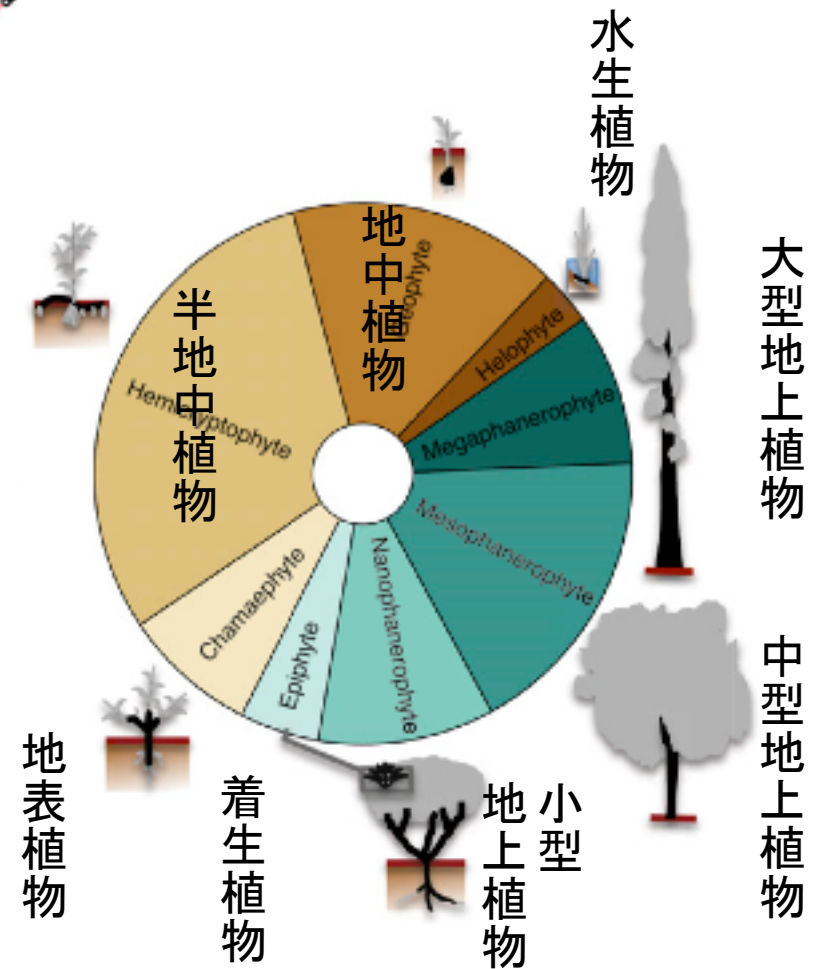 水生植物
地中植物
Geophyte
大型地上植物
半地中植物
Hemicryptophyte
Helophyte
Megaphanerophyte
Mesophanerophyte
Nanophanerophyte
Epiphyte
Chamaephyte
中型地上植物
地表植物
着生植物
小型
地上植物